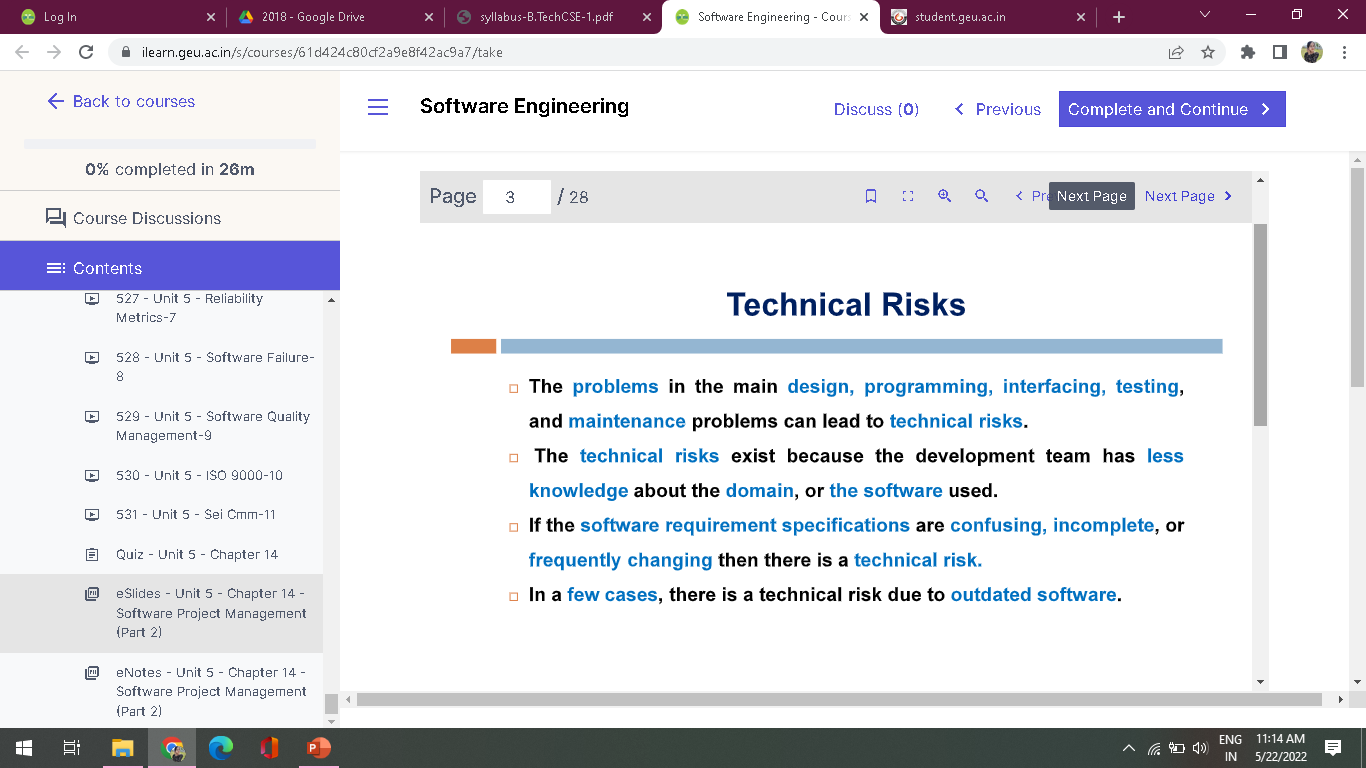 Log In
2018 - Google Drive
syllabus-B.TechCSE-1.pdf
Software Engineering - Cour
student.geu.ac.in
ilearn.geu.ac.in/s/courses/61d424c80cf2a9e8f42ac9a7/take
Back to courses
0% completed in 26m
Course Discussions
Contents
527 - Unit 5 - Reliability
Metrics-7
528 - Unit 5 - Software Failure-
8
529 - Unit 5 - Software Quality
Management-9
530 - Unit 5 - ISO 9000-10
531 - Unit 5 - Sei Cmm-11
Quiz - Unit 5 - Chapter 14
eSlides - Unit 5 - Chapter 14 -
Software Project Management
(Part 2)
eNotes - Unit 5 - Chapter 14 -
Software Project Management
(Part 2)
Software Engineering
Discuss (0)
Previous
Complete and Continue
Page 3 / 28
Pre
Next Page
Next Page
Technical Risks
The problems in the main design, programming, interfacing, testing,
and maintenance problems can lead to technical risks.
The technical risks exist because the development team has less
knowledge about the domain, or the software used.
If the software requirement specifications are confusing, incomplete, or
frequently changing then there is a technical risk.
In a few cases, there is a technical risk due to outdated software.
ENG
IN
11:14 AM
5/22/2022